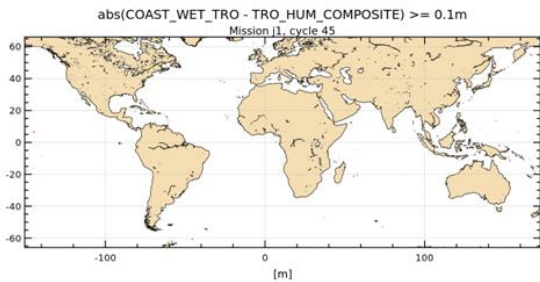 abs(COAST_WET_TRO - TRO_HUM_COMPOSITE) >= 0.1m
Mission j1, cycle 45
60
40
20
0
-20
-40
-60
-100 0 100
[m]